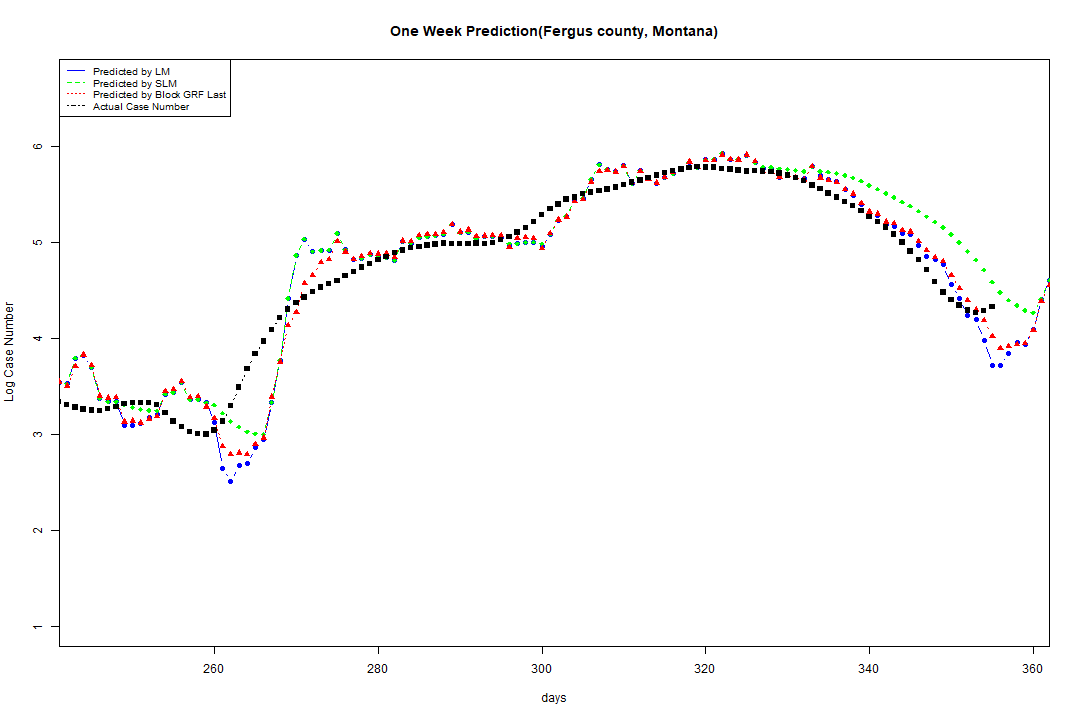 One Week Prediction(Fergus county, Montana)
Predicted by LM
Predicted by SLM
Predicted by Block GRF Last
Actual Case Number
Log Case Number
6
5
4
3
2
1
260
280
300
320
340
360
days